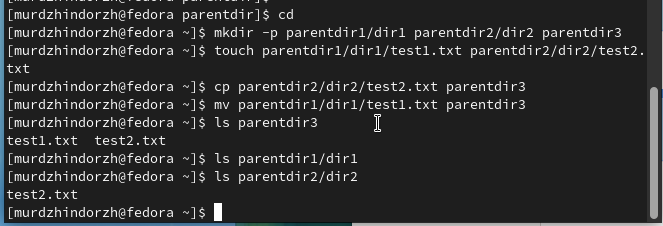 [murdzhindorzh@fedora parentdir]$ cd
[murdzhindorzh@fedora ~]$ mkdir -p parentdir1/dir1 parentdir2/dir2 parentdir3
[murdzhindorzh@fedora ~]$ touch parentdir1/dir1/test1.txt parentdir2/dir2/test2.
txt
[murdzhindorzh@fedora ~]$ cp parentdir2/dir2/test2.txt parentdir3
[murdzhindorzh@fedora ~]$ mv parentdir1/dir1/test1.txt parentdir3
[murdzhindorzh@fedora ~]$ ls parentdir3
test1.txt  test2.txt
[murdzhindorzh@fedora ~]$ ls parentdir1/dir1
[murdzhindorzh@fedora ~]$ ls parentdir2/dir2
test2.txt
[murdzhindorzh@fedora ~]$